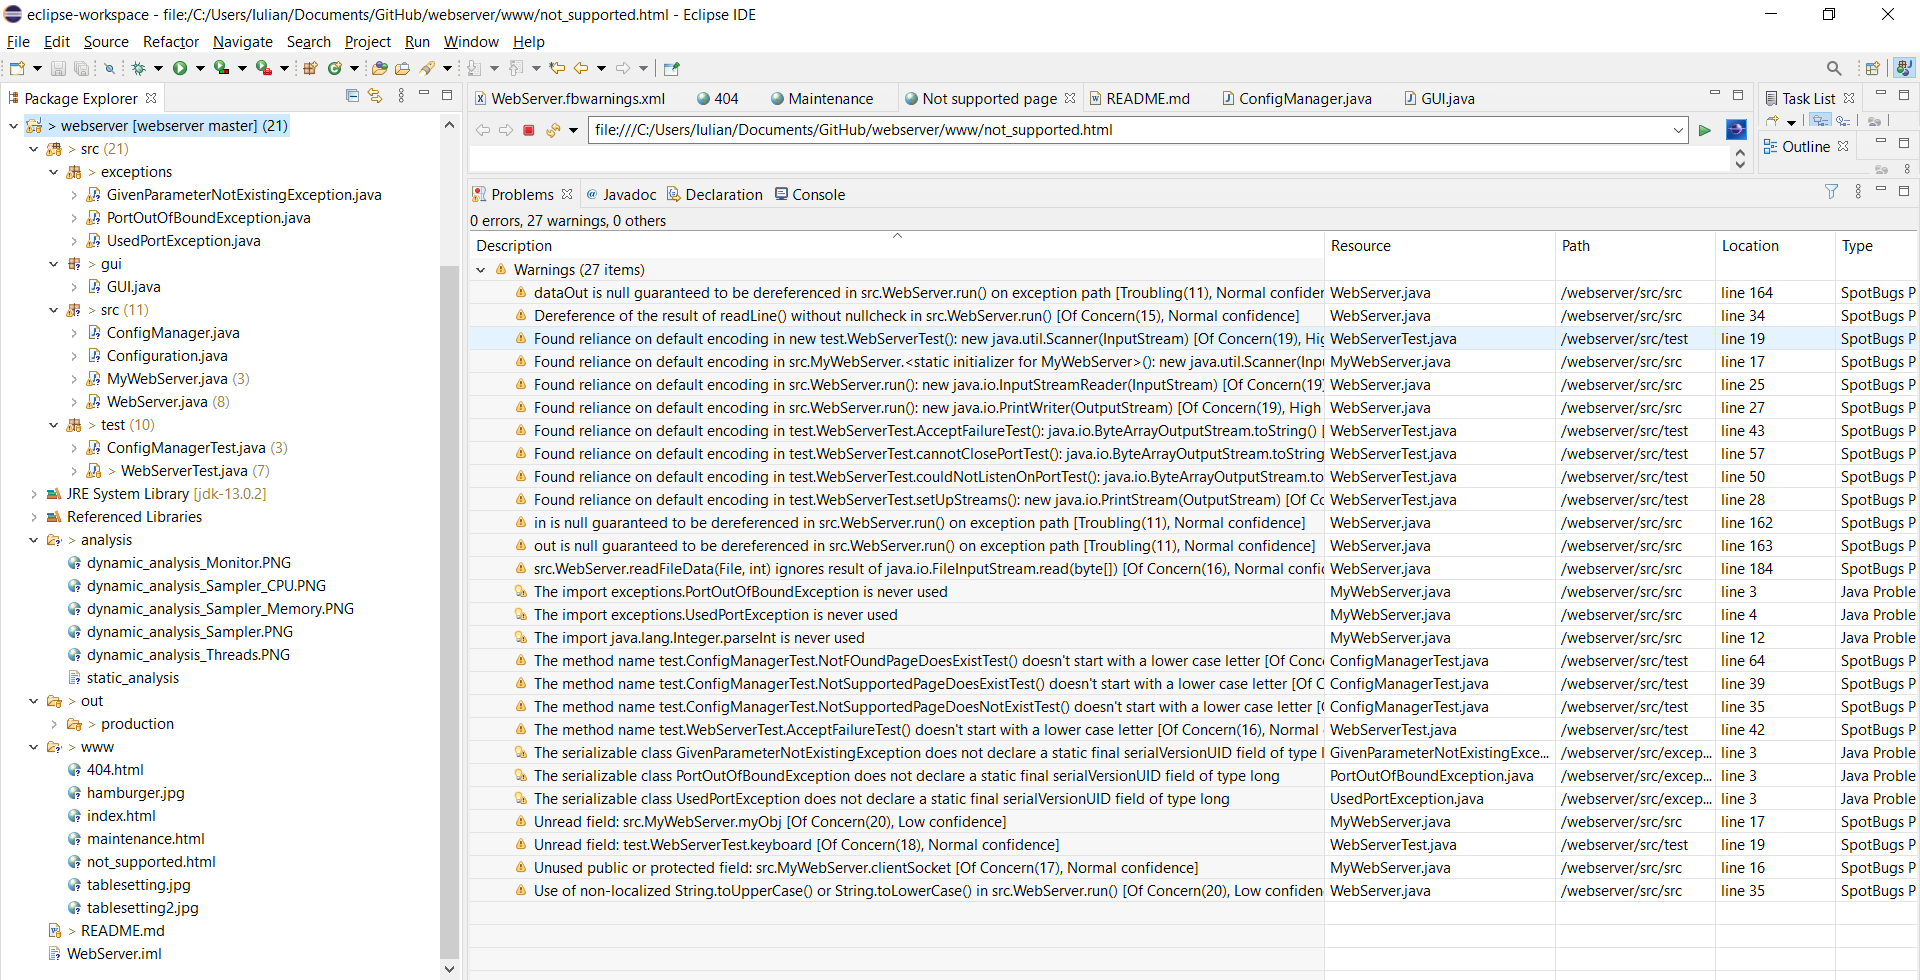 eclipse-workspace - file:/C:/Users/Iulian/Documents/GitHub/webserver/www/not_supported.html - Eclipse IDE
File Edit Source Refactor Navigate Search Project Run Window Help
Package Explorer
> webserver [webserver master] (21)
> src (21)
> exceptions
GivenParameterNotExistingException.java
PortOutOfBoundException.java
UsedPortException.java
> gui
GUI.java
> src (11)
ConfigManager.java
Configuration.java
MyWebServer.java (3)
WebServer.java (8)
> test (10)
ConfigManagerTest.java (3)
> WebServerTest.java (7)
JRE System Library [jdk-13.0.2]
Referenced Libraries
> analysis
dynamic_analysis_Monitor.PNG
dynamic_analysis_Sampler_CPU.PNG
dynamic_analysis_Sampler_Memory.PNG
dynamic_analysis_Sampler.PNG
dynamic_analysis_Threads.PNG
static_analysis
> out
> production
> www
404.html
hamburger.jpg
index.html
maintenance.html
not_supported.html
tablesetting.jpg
tablesetting2.jpg
> README.md
WebServer.iml
WebServer.fbwarnings.xml 404 Maintenance Not supported page README.md ConfigManager.java GUI.java
file:///C:/Users/Iulian/Documents/GitHub/webserver/www/not_supported.html
Task List
Outline
Problems Javadoc Declaration Console
0 errors, 27 warnings, 0 others
Description Resource Path Location Type
Warnings (27 items)
dataOut is null guaranteed to be dereferenced in src.WebServer.run() on exception path [Troubling(11), Normal confider WebServer.java /webserver/src/src line 164 SpotBugs P
Dereference of the result of readLine() without nullcheck in src.WebServer.run() [Of Concern(15), Normal confidence] WebServer.java /webserver/src/src line 34 SpotBugs P
Found reliance on default encoding in new test.WebServerTest(): new java.util.Scanner(InputStream) [Of Concern(19), Hig WebServerTest.java /webserver/src/test line 19 SpotBugs P
Found reliance on default encoding in src.MyWebServer.<static initializer for MyWebServer>(): new java.util.Scanner(Inpu MyWebServer.java /webserver/src/src line 17 SpotBugs P
Found reliance on default encoding in src.WebServer.run(): new java.io.InputStreamReader(InputStream) [Of Concern(19) WebServer.java /webserver/src/src line 25 SpotBugs P
Found reliance on default encoding in src.WebServer.run(): new java.io.PrintWriter(OutputStream) [Of Concern(19), High WebServer.java /webserver/src/src line 27 SpotBugs P
Found reliance on default encoding in test.WebServerTest.AcceptFailureTest(): java.io.ByteArrayOutputStream.toString() [ WebServerTest.java /webserver/src/test line 43 SpotBugs P
Found reliance on default encoding in test.WebServerTest.cannotClosePortTest(): java.io.ByteArrayOutputStream.toString WebServerTest.java /webserver/src/test line 57 SpotBugs P
Found reliance on default encoding in test.WebServerTest.couldNotListenOnPortTest(): java.io.ByteArrayOutputStream.to WebServerTest.java /webserver/src/test line 50 SpotBugs P
Found reliance on default encoding in test.WebServerTest.setUpStreams(): new java.io.PrintStream(OutputStream) [Of Cc WebServerTest.java /webserver/src/test line 28 SpotBugs P
in is null guaranteed to be dereferenced in src.WebServer.run() on exception path [Troubling(11), Normal confidence] WebServer.java /webserver/src/src line 162 SpotBugs P
out is null guaranteed to be dereferenced in src.WebServer.run() on exception path [Troubling(11), Normal confidence] WebServer.java /webserver/src/src line 163 SpotBugs P
src.WebServer.readFileData(File, int) ignores result of java.io.FileInputStream.read(byte[]) [Of Concern(16), Normal confic WebServer.java /webserver/src/src line 184 SpotBugs P
The import exceptions.PortOutOfBoundException is never used MyWebServer.java /webserver/src/src line 3 Java Proble
The import exceptions.UsedPortException is never used MyWebServer.java /webserver/src/src line 4 Java Proble
The import java.lang.Integer.parseInt is never used MyWebServer.java /webserver/src/src line 12 Java Proble
The method name test.ConfigManagerTest.NotFOundPageDoesExistTest() doesn't start with a lower case letter [Of Conc ConfigManagerTest.java /webserver/src/test line 64 SpotBugs P
The method name test.ConfigManagerTest.NotSupportedPageDoesExistTest() doesn't start with a lower case letter [Of C ConfigManagerTest.java /webserver/src/test line 39 SpotBugs P
The method name test.ConfigManagerTest.NotSupportedPageDoesNotExistTest() doesn't start with a lower case letter [C ConfigManagerTest.java /webserver/src/test line 35 SpotBugs P
The method name test.WebServerTest.AcceptFailureTest() doesn't start with a lower case letter [Of Concern(16), Normal WebServerTest.java /webserver/src/test line 42 SpotBugs P
The serializable class GivenParameterNotExistingException does not declare a static final serialVersionUID field of type l GivenParameterNotExistingExce... /webserver/src/excep... line 3 Java Proble
The serializable class PortOutOfBoundException does not declare a static final serialVersionUID field of type long PortOutOfBoundException.java /webserver/src/excep... line 3 Java Proble
The serializable class UsedPortException does not declare a static final serialVersionUID field of type long UsedPortException.java /webserver/src/excep... line 3 Java Proble
Unread field: src.MyWebServer.myObj [Of Concern(20), Low confidence] MyWebServer.java /webserver/src/src line 17 SpotBugs P
Unread field: test.WebServerTest.keyboard [Of Concern(18), Normal confidence] WebServerTest.java /webserver/src/test line 19 SpotBugs P
Unused public or protected field: src.MyWebServer.clientSocket [Of Concern(17), Normal confidence] MyWebServer.java /webserver/src/src line 16 SpotBugs P
Use of non-localized String.toUpperCase() or String.toLowerCase() in src.WebServer.run() [Of Concern(20), Low confiden WebServer.java /webserver/src/src line 35 SpotBugs P